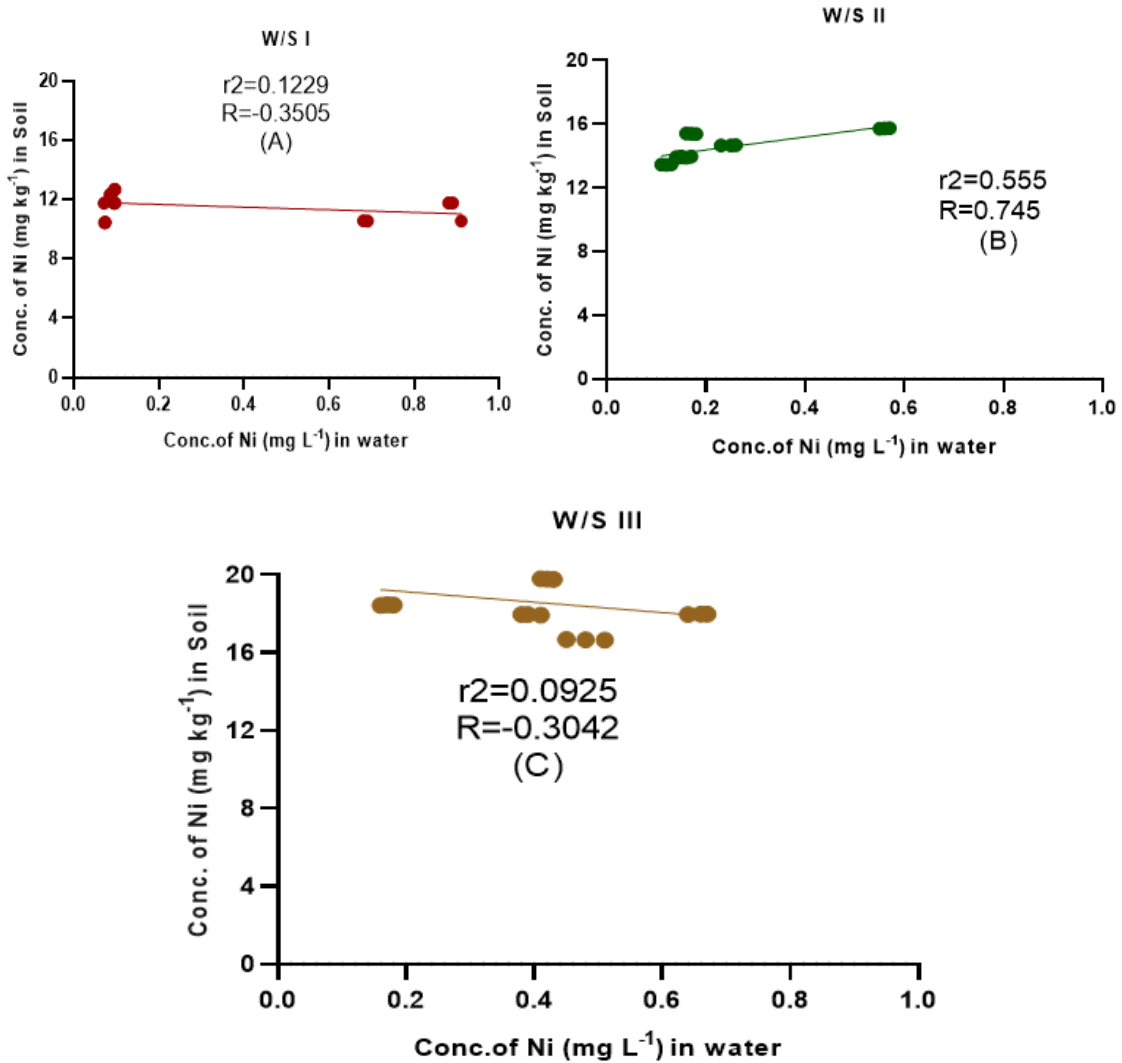 W/S I
r2=0.1229
R=-0.3505
(A)
Conc. of Ni (mg kg-1) in Soil
20
16
12
8
4
0
0.0 0.2 0.4 0.6 0.8 1.0
Conc.of Ni (mg L-1) in water
W/S II
r2=0.555
R=0.745
(B)
Conc. of Ni (mg kg-1) in Soil
20
16
12
8
4
0
0.0 0.2 0.4 0.6 0.8 1.0
Conc.of Ni (mg L-1) in water
W/S III
r2=0.0925
R=-0.3042
(C)
Conc. of Ni (mg kg-1) in Soil
20
16
12
8
4
0
0.0 0.2 0.4 0.6 0.8 1.0
Conc.of Ni (mg L-1) in water